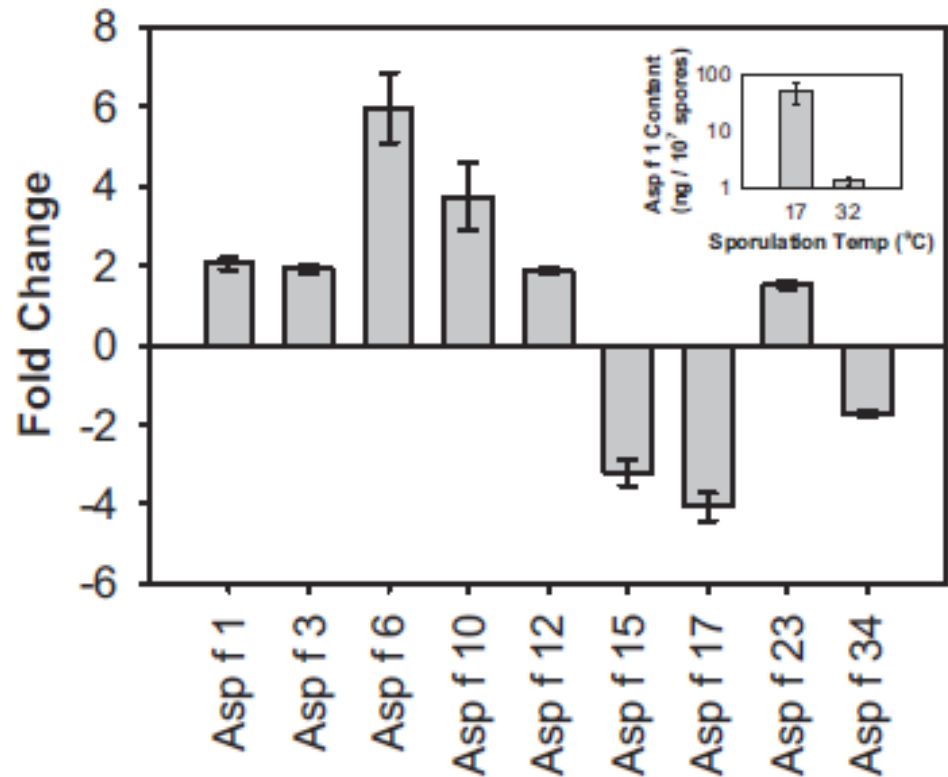 8
6
4
2
0
-2
-4
-6
Fold Change
Asp f 1
Asp f 3
Asp f 6
Asp f 10
Asp f 12
Asp f 15
Asp f 17
Asp f 23
Asp f 34
Asp f 1 Content
(ng / 10⁷ spores)
100
10
1
17 32
Sporulation Temp (°C)